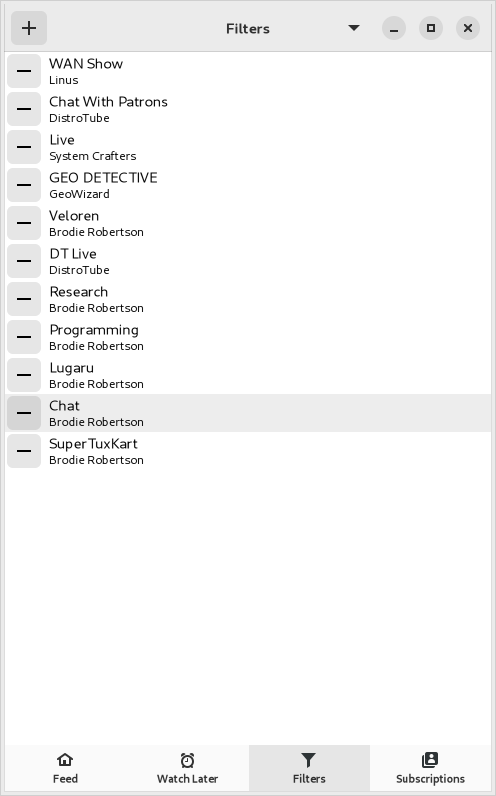 Filters
WAN Show
Linus
Chat With Patrons
DistroTube
Live
System Crafters
GEO DETECTIVE
GeoWizard
Veloren
Brodie Robertson
DT Live
DistroTube
Research
Brodie Robertson
Programming
Brodie Robertson
Lugaru
Brodie Robertson
Chat
Brodie Robertson
SuperTuxKart
Brodie Robertson
Feed
Watch Later
Filters
Subscriptions